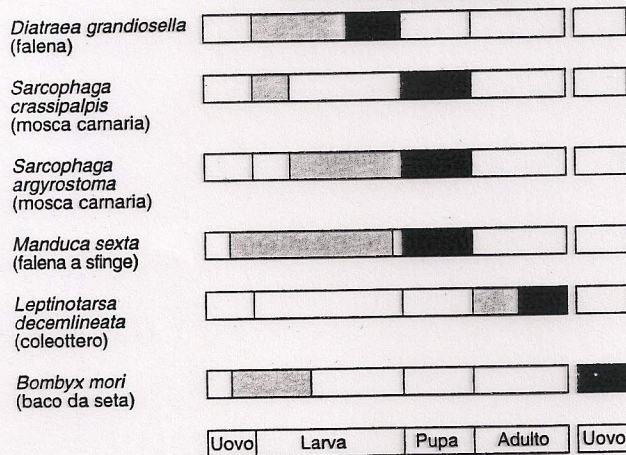 Diatraea grandiosella
(falena)
Sarcophaga
crassipalpis
(mosca carnaria)
Sarcophaga
argyrostoma
(mosca carnaria)
Manduca sexta
(falena a sfinge)
Leptinotarsa
decemlineata
(coleottero)
Bombyx mori
(baco da seta)
Uovo Larva Pupa Adulto Uovo